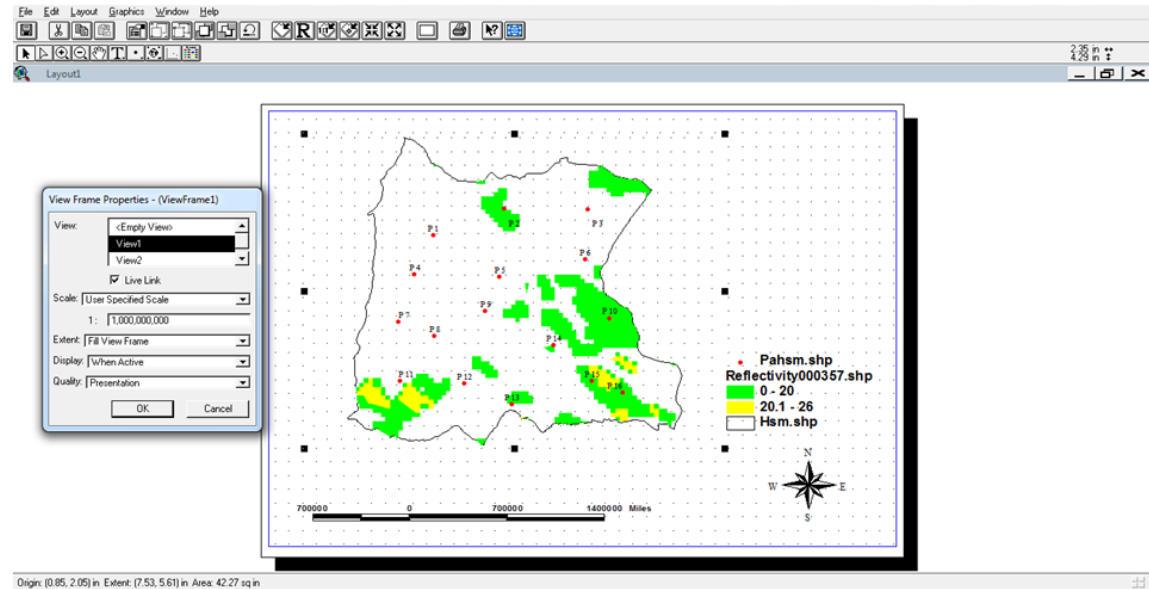 File Edit Layout Graphics Window Help
2.35 in
4.29 in
Layout1
View Frame Properties - (ViewFrame1)
View: <Empty View>
View1
View2
Live Link
Scale: User Specified Scale
1: 1,000,000,000
Extent: Fill View Frame
Display: When Active
Quality: Presentation
OK Cancel
P1
P2
P3
P4
P5
P6
P7
P8
P9
P10
P11
P12
P13
P14
P15
P16
Pahsm.shp
Reflectivity000357.shp
0 - 20
20.1 - 26
Hsm.shp
N
W E
S
700000 0 700000 1400000 Miles
Origin: (0.85, 2.05) in Extent: (7.53, 5.61) in Area: 42.27 sq in